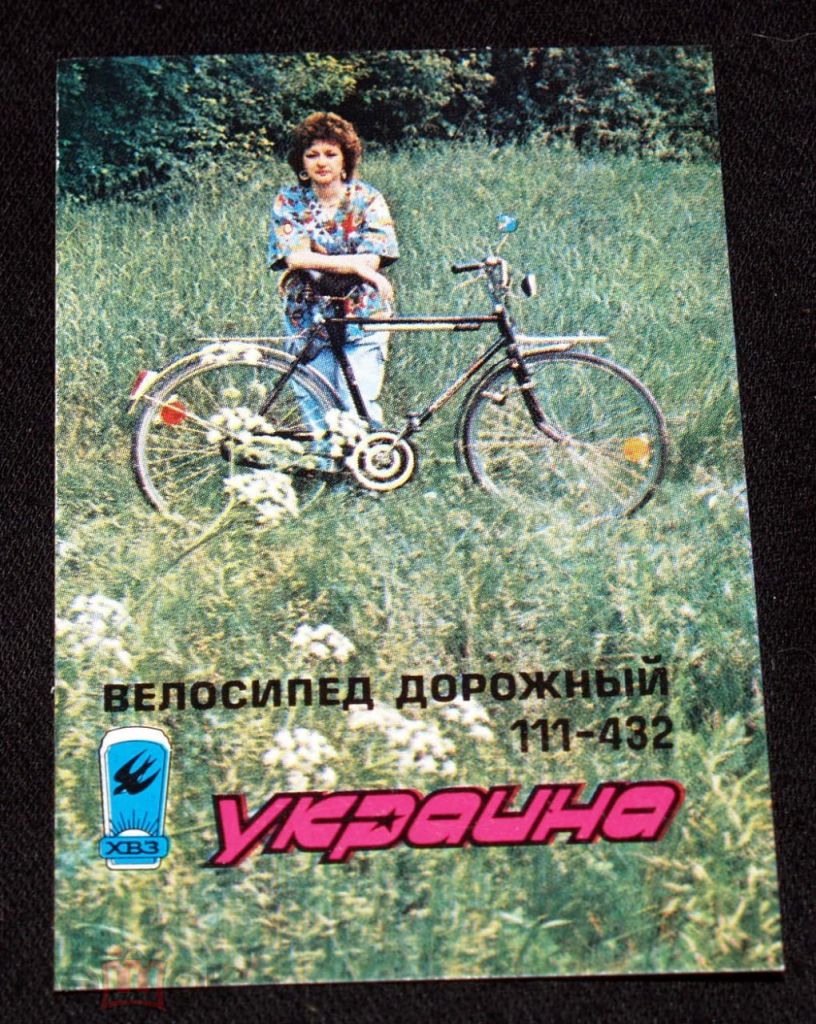 ВЕЛОСИПЕД ДОРОЖНЫЙ
111-432
ХВЗ
УКРАИНА